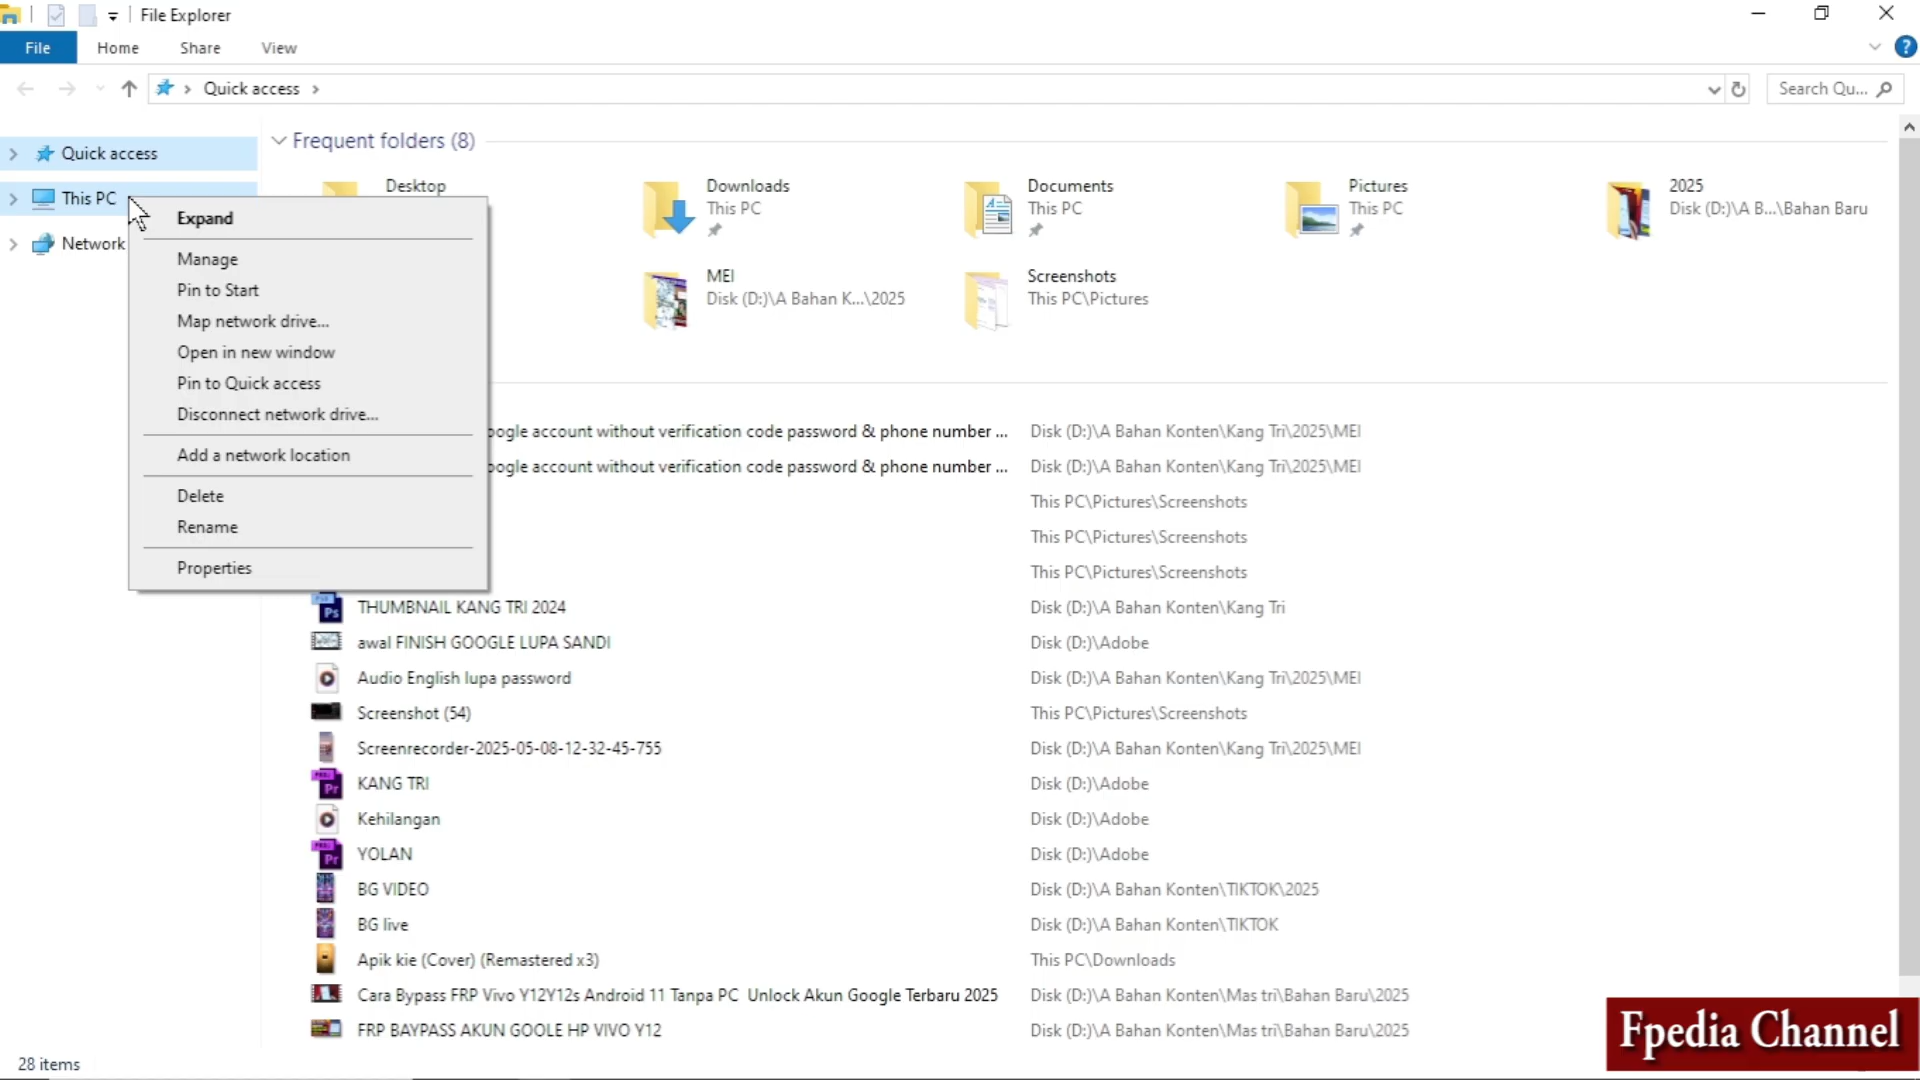 File Explorer
File
Home
Share
View
Quick access
Search Qu...
Quick access
This PC
Network
Frequent folders (8)
Desktop
Downloads
This PC
Documents
This PC
Pictures
This PC
2025
Disk (D:)\A B...\Bahan Baru
MEI
Disk (D:)\A Bahan K...\2025
Screenshots
This PC\Pictures
Expand
Manage
Pin to Start
Map network drive...
Open in new window
Pin to Quick access
Disconnect network drive...
Add a network location
Delete
Rename
Properties
oogle account without verification code password & phone number ... Disk (D:)\A Bahan Konten\Kang Tri\2025\MEI
oogle account without verification code password & phone number ... Disk (D:)\A Bahan Konten\Kang Tri\2025\MEI
This PC\Pictures\Screenshots
This PC\Pictures\Screenshots
This PC\Pictures\Screenshots
THUMBNAIL KANG TRI 2024 Disk (D:)\A Bahan Konten\Kang Tri
awal FINISH GOOGLE LUPA SANDI Disk (D:)\Adobe
Audio English lupa password Disk (D:)\A Bahan Konten\Kang Tri\2025\MEI
Screenshot (54) This PC\Pictures\Screenshots
Screenrecorder-2025-05-08-12-32-45-755 Disk (D:)\A Bahan Konten\Kang Tri\2025\MEI
KANG TRI Disk (D:)\Adobe
Kehilangan Disk (D:)\Adobe
YOLAN Disk (D:)\Adobe
BG VIDEO Disk (D:)\A Bahan Konten\TIKTOK\2025
BG live Disk (D:)\A Bahan Konten\TIKTOK
Apik kie (Cover) (Remastered x3) This PC\Downloads
Cara Bypass FRP Vivo Y12Y12s Android 11 Tanpa PC Unlock Akun Google Terbaru 2025 Disk (D:)\A Bahan Konten\Mas tri\Bahan Baru\2025
FRP BAYPASS AKUN GOOLE HP VIVO Y12 Disk (D:)\A Bahan Konten\Mas tri\Bahan Baru\2025
Fpedia Channel
28 items